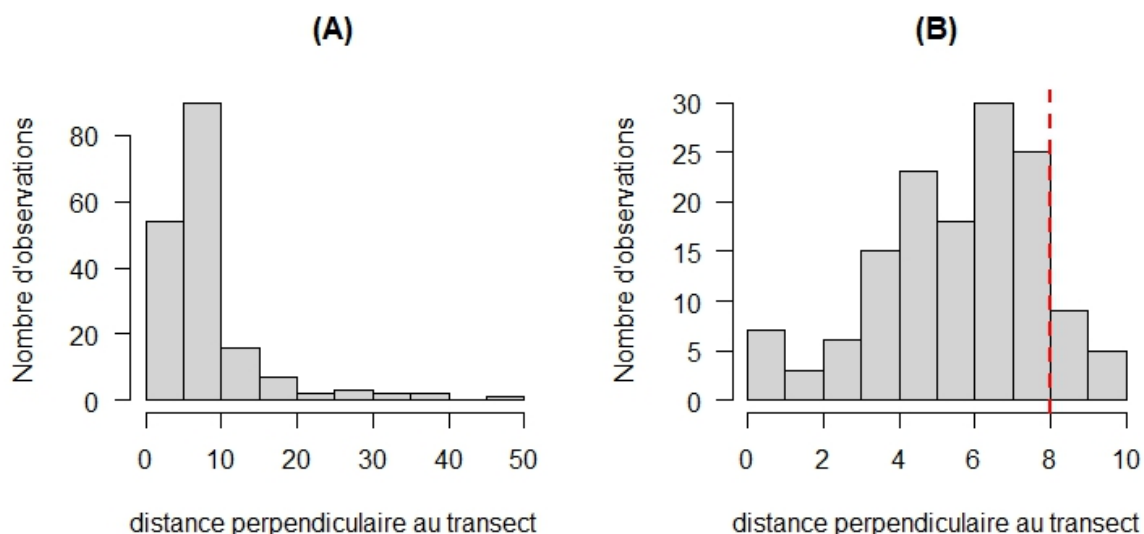 (A)
Nombre d'observations
80
60
40
20
0
0 10 20 30 40 50
distance perpendiculaire au transect
(B)
Nombre d'observations
30
25
20
15
10
5
0
0 2 4 6 8 10
distance perpendiculaire au transect